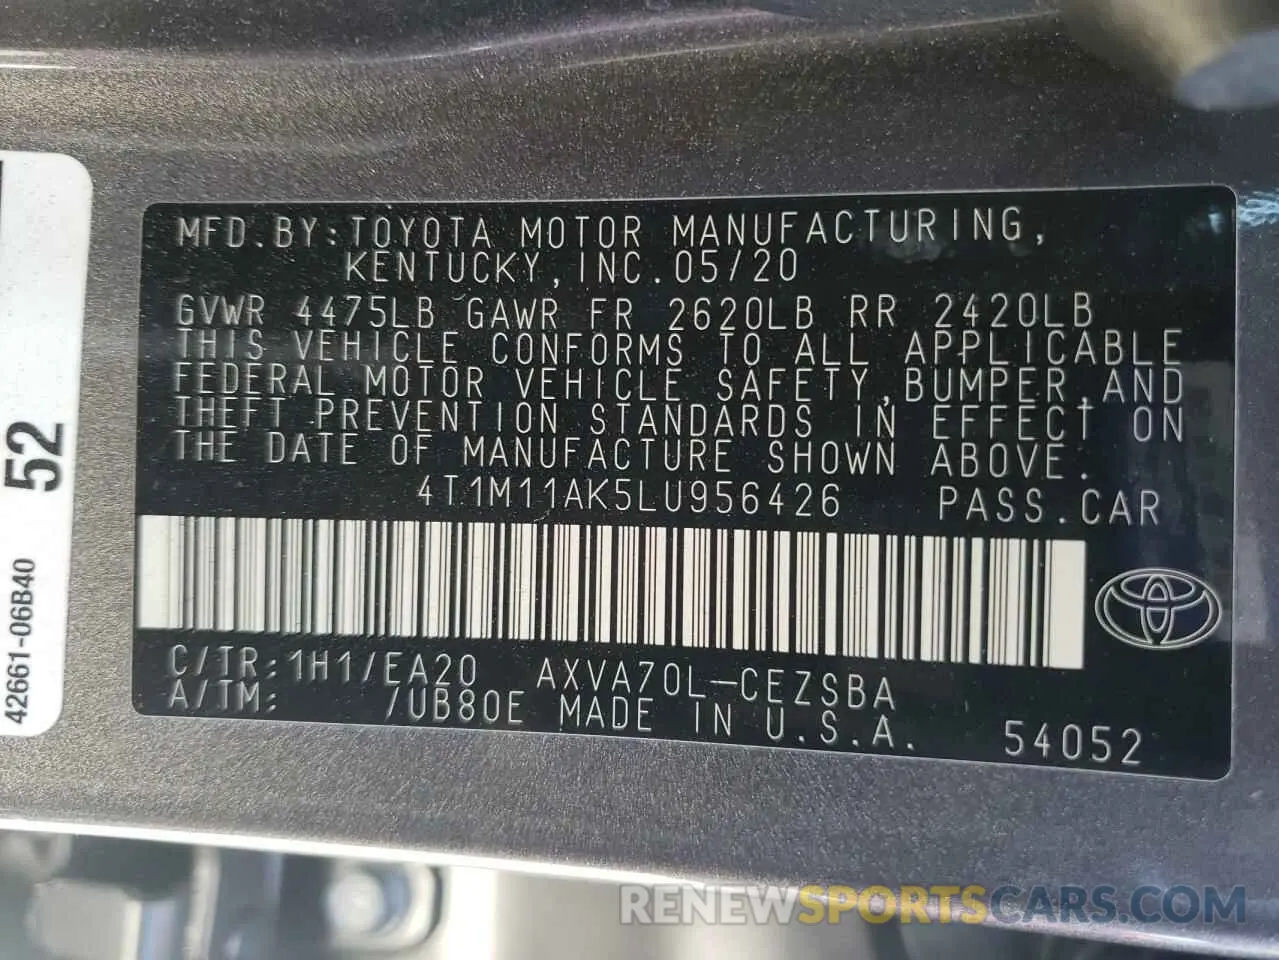 MFD.BY:TOYOTA MOTOR MANUFACTURING,
KENTUCKY,INC.05/20
GVWR 4475LB GAWR FR 2620LB RR 2420LB
THIS VEHICLE CONFORMS TO ALL APPLICABLE
FEDERAL MOTOR VEHICLE SAFETY,BUMPER,AND
THEFT PREVENTION STANDARDS IN EFFECT ON
THE DATE OF MANUFACTURE SHOWN ABOVE.
4T1M11AK5LU956426 PASS.CAR
C/TR:1H1/EA20 AXVA70L-CEZSBA
A/TM: /UB80E MADE IN U.S.A. 54052
52
42661-06B40
RENEWSPORTSCARS.COM